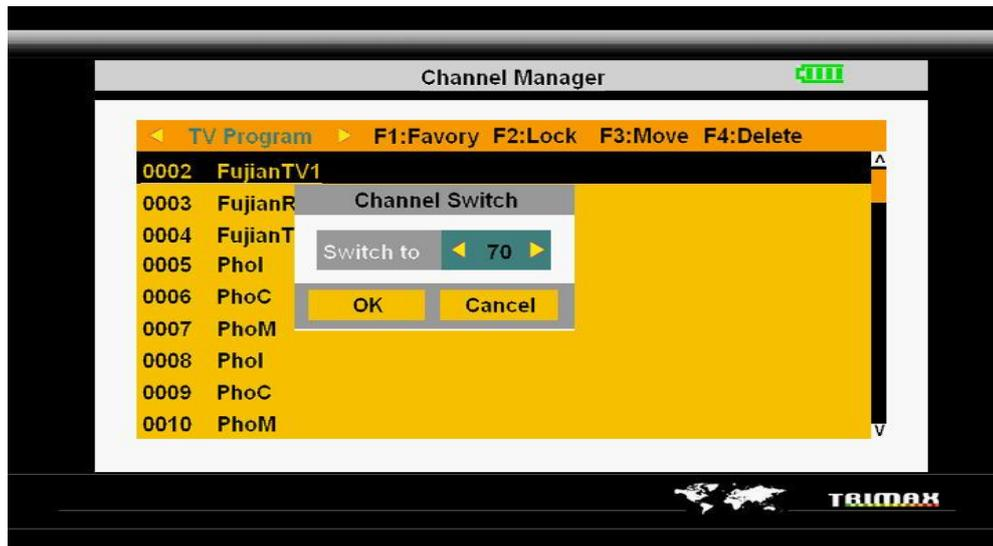 Channel Manager
TV Program F1:Favory F2:Lock F3:Move F4:Delete
0002 FujianTV1
0003 FujianR
0004 FujianT
0005 PhoI
0006 PhoC
0007 PhoM
0008 PhoI
0009 PhoC
0010 PhoM
Channel Switch
Switch to 70
OK Cancel
TRIMAX